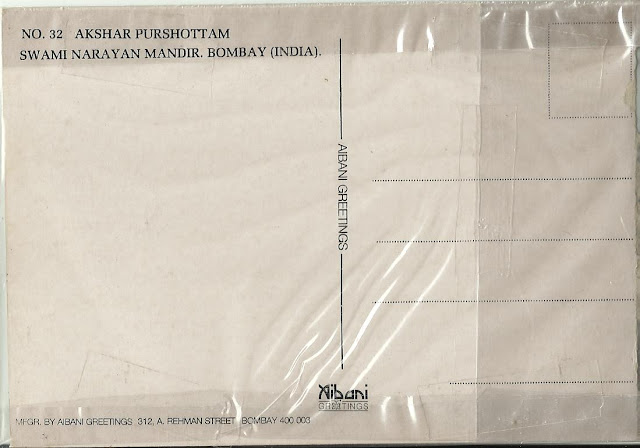 NO. 32 AKSHAR PURSHOTTAM
SWAMI NARAYAN MANDIR. BOMBAY (INDIA).
AIBANI GREETINGS
Aibani
GREETINGS
MFGR. BY AIBANI GREETINGS 312, A. REHMAN STREET BOMBAY 400 003